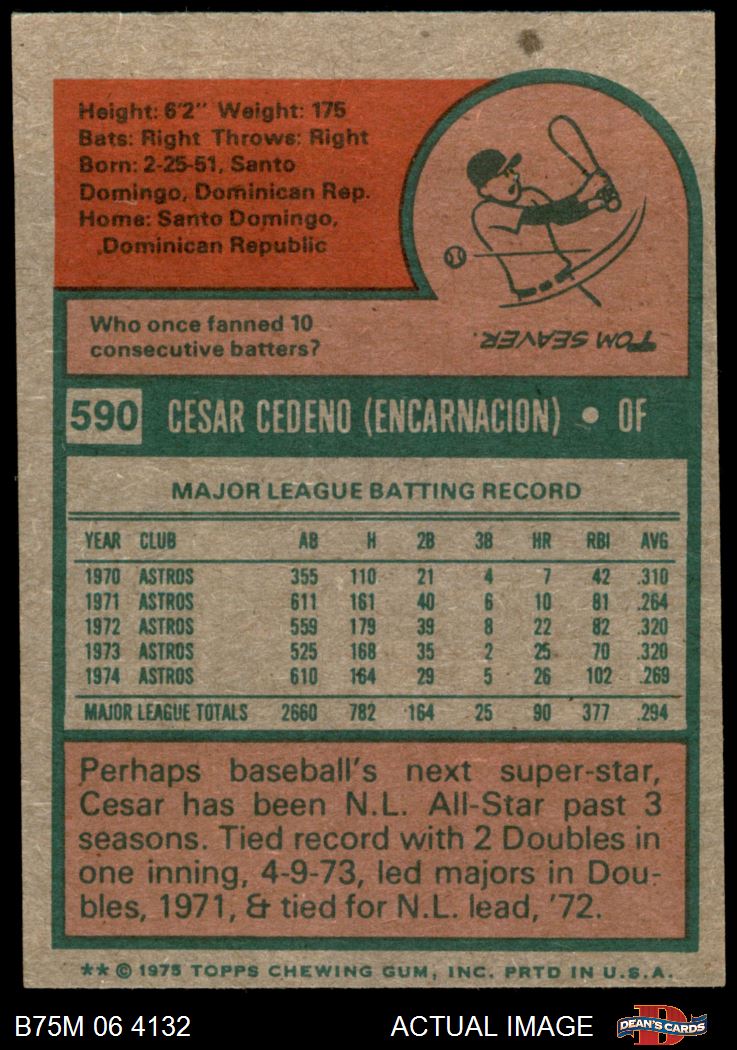 Height: 6'2" Weight: 175
Bats: Right Throws: Right
Born: 2-25-51, Santo
Domingo, Dominican Rep.
Home: Santo Domingo,
Dominican Republic
Who once fanned 10
consecutive batters?
TOM SEAVER.
590 CESAR CEDENO (ENCARNACION) • OF
MAJOR LEAGUE BATTING RECORD
YEAR CLUB AB H 2B 3B HR RBI AVG
1970 ASTROS 355 110 21 4 7 42 .310
1971 ASTROS 611 161 40 6 10 81 .264
1972 ASTROS 559 179 39 8 22 82 .320
1973 ASTROS 525 168 35 2 25 70 .320
1974 ASTROS 610 164 29 5 26 102 .269
MAJOR LEAGUE TOTALS 2660 782 164 25 90 377 .294
Perhaps baseball's next super-star,
Cesar has been N.L. All-Star past 3
seasons. Tied record with 2 Doubles in
one inning, 4-9-73, led majors in Dou-
bles, 1971, & tied for N.L. lead, '72.
** © 1975 TOPPS CHEWING GUM, INC. PRTD IN U.S.A.
B75M 06 4132 ACTUAL IMAGE DEAN'S CARDS